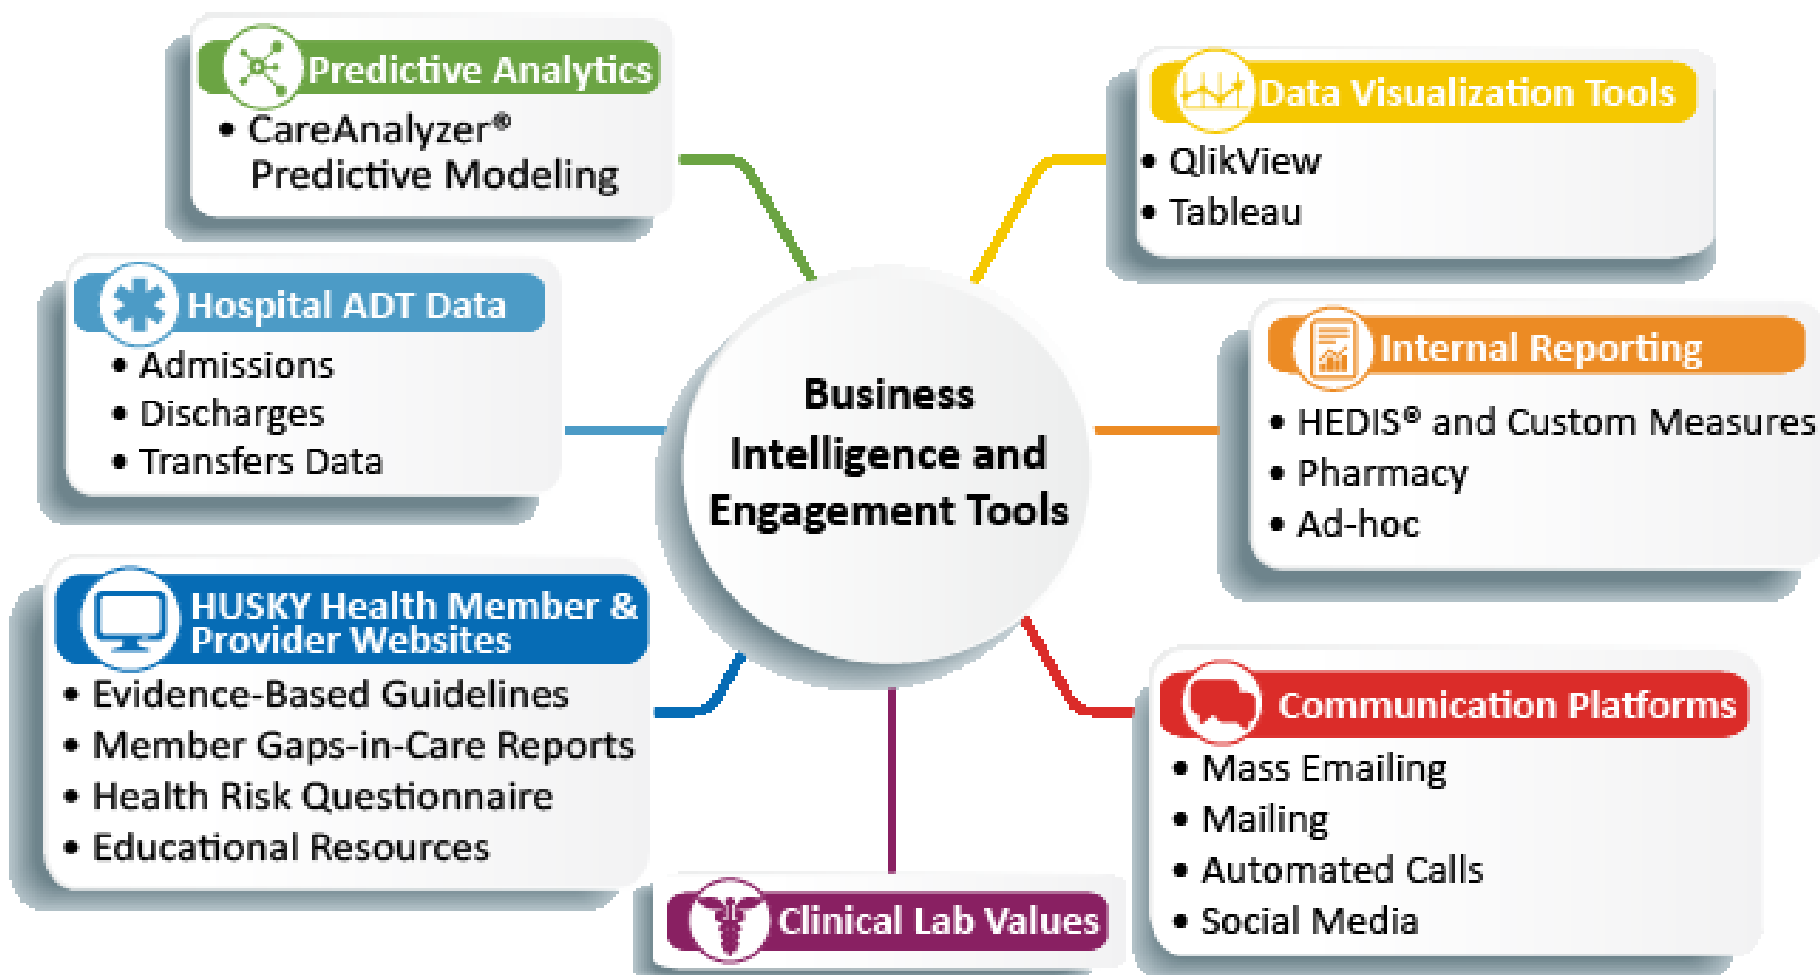 Predictive Analytics
• CareAnalyzer®
Predictive Modeling
Data Visualization Tools
• QlikView
• Tableau
Hospital ADT Data
• Admissions
• Discharges
• Transfers Data
Business
Intelligence and
Engagement Tools
Internal Reporting
• HEDIS® and Custom Measures
• Pharmacy
• Ad-hoc
HUSKY Health Member &
Provider Websites
• Evidence-Based Guidelines
• Member Gaps-in-Care Reports
• Health Risk Questionnaire
• Educational Resources
Communication Platforms
• Mass Emailing
• Mailing
• Automated Calls
• Social Media
Clinical Lab Values